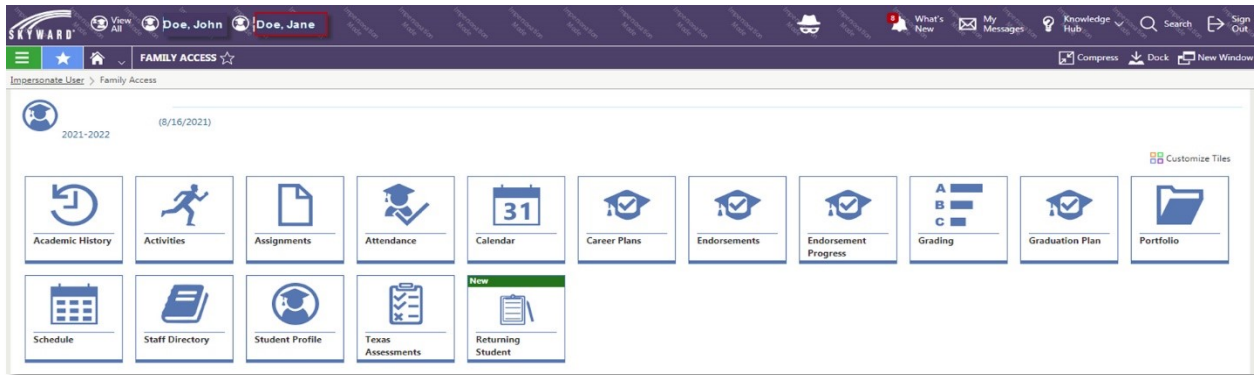 SKYWARD View All Doe, John Doe, Jane 8 What's New My Messages Knowledge Hub Search Sign Out
FAMILY ACCESS Compress Dock New Window
Impersonate User > Family Access
2021-2022 (8/16/2021)
Customize Tiles
31 A B C
Academic History Activities Assignments Attendance Calendar Career Plans Endorsements Endorsement Progress Grading Graduation Plan Portfolio
New
Schedule Staff Directory Student Profile Texas Assessments Returning Student